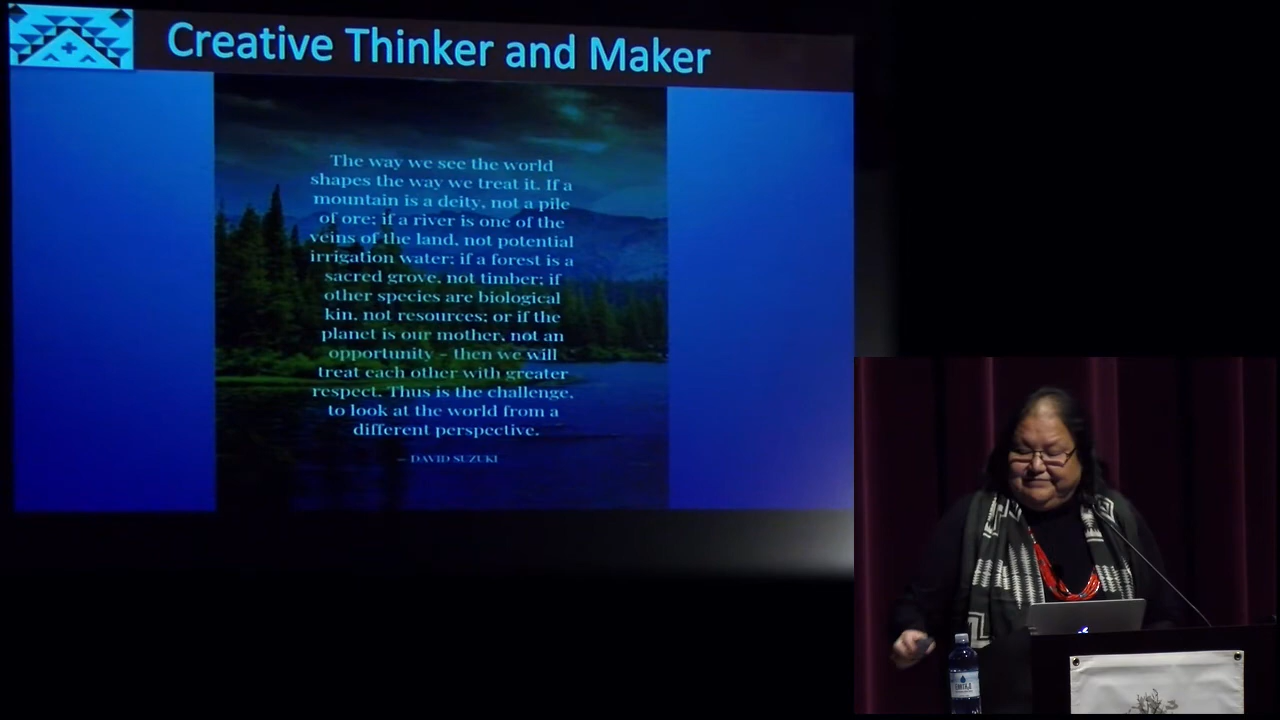 Creative Thinker and Maker
The way we see the world
shapes the way we treat it. If a
mountain is a deity, not a pile
of ore; if a river is one of the
veins of the land, not potential
irrigation water; if a forest is a
sacred grove, not timber; if
other species are biological
kin, not resources; or if the
planet is our mother, not an
opportunity - then we will
treat each other with greater
respect. Thus is the challenge,
to look at the world from a
different perspective.
— DAVID SUZUKI